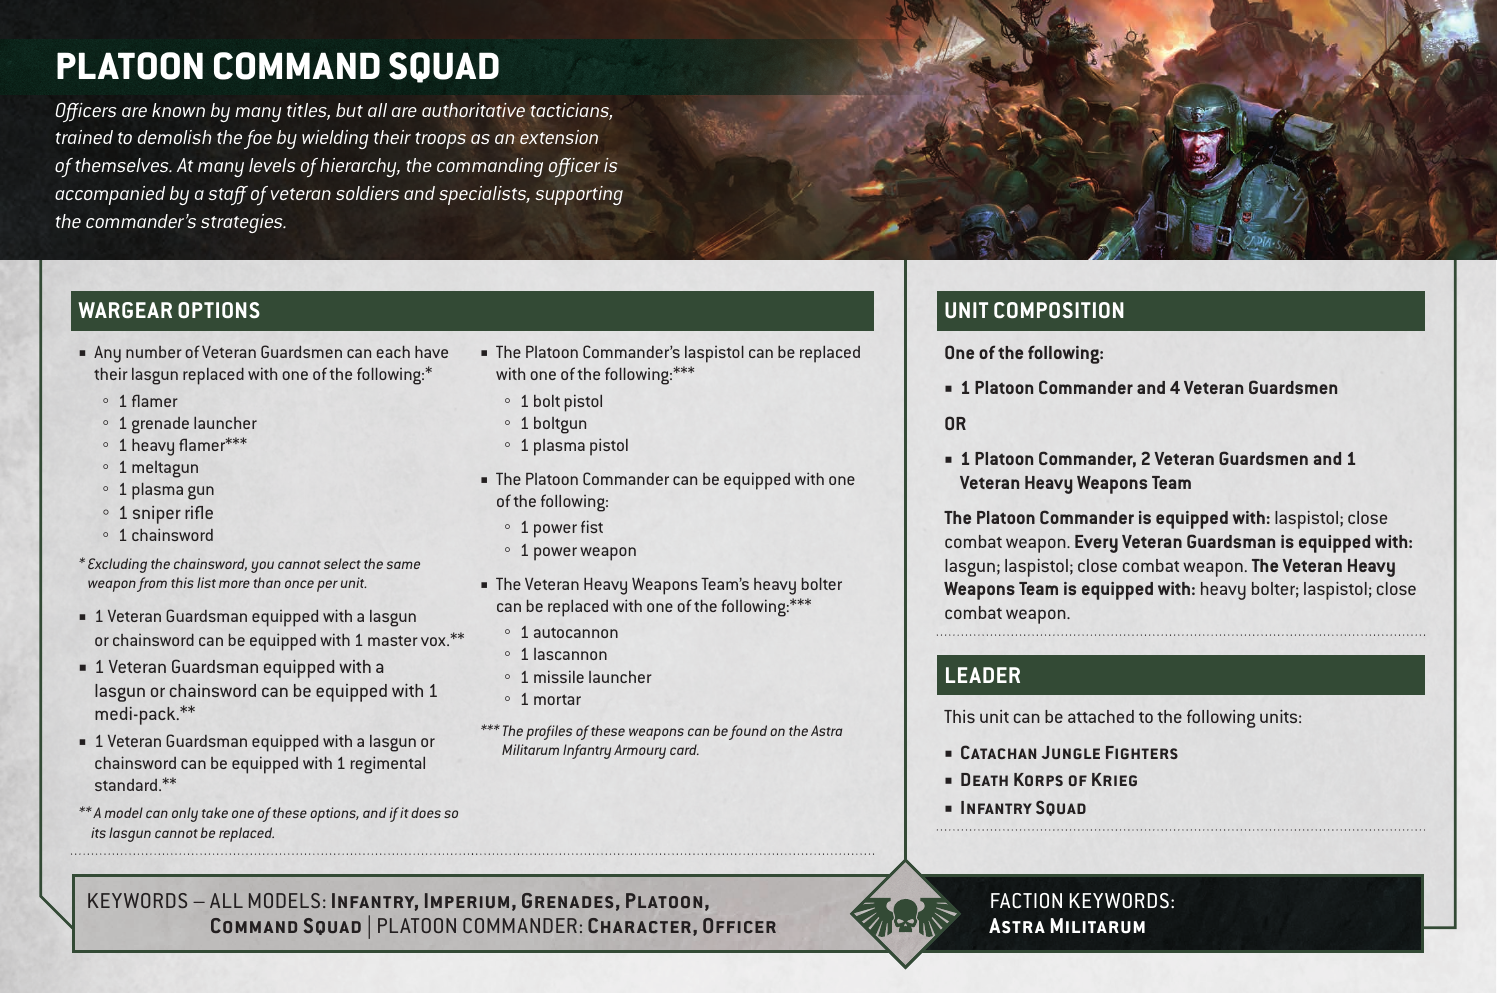 PLATOON COMMAND SQUAD
Officers are known by many titles, but all are authoritative tacticians,
trained to demolish the foe by wielding their troops as an extension
of themselves. At many levels of hierarchy, the commanding officer is
accompanied by a staff of veteran soldiers and specialists, supporting
the commander's strategies.
WARGEAR OPTIONS
▪ Any number of Veteran Guardsmen can each have
their lasgun replaced with one of the following:*
◦ 1 flamer
◦ 1 grenade launcher
◦ 1 heavy flamer***
◦ 1 meltagun
◦ 1 plasma gun
◦ 1 sniper rifle
◦ 1 chainsword
* Excluding the chainsword, you cannot select the same
weapon from this list more than once per unit.
▪ 1 Veteran Guardsman equipped with a lasgun
or chainsword can be equipped with 1 master vox.**
▪ 1 Veteran Guardsman equipped with a
lasgun or chainsword can be equipped with 1
medi-pack.**
▪ 1 Veteran Guardsman equipped with a lasgun or
chainsword can be equipped with 1 regimental
standard.**
** A model can only take one of these options, and if it does so
its lasgun cannot be replaced.
▪ The Platoon Commander's laspistol can be replaced
with one of the following:***
◦ 1 bolt pistol
◦ 1 boltgun
◦ 1 plasma pistol
▪ The Platoon Commander can be equipped with one
of the following:
◦ 1 power fist
◦ 1 power weapon
▪ The Veteran Heavy Weapons Team's heavy bolter
can be replaced with one of the following:***
◦ 1 autocannon
◦ 1 lascannon
◦ 1 missile launcher
◦ 1 mortar
*** The profiles of these weapons can be found on the Astra
Militarum Infantry Armoury card.
UNIT COMPOSITION
One of the following:
▪ 1 Platoon Commander and 4 Veteran Guardsmen
OR
▪ 1 Platoon Commander, 2 Veteran Guardsmen and 1
Veteran Heavy Weapons Team
The Platoon Commander is equipped with: laspistol; close
combat weapon. Every Veteran Guardsman is equipped with:
lasgun; laspistol; close combat weapon. The Veteran Heavy
Weapons Team is equipped with: heavy bolter; laspistol; close
combat weapon.
LEADER
This unit can be attached to the following units:
▪ Catachan Jungle Fighters
▪ Death Korps of Krieg
▪ Infantry Squad
KEYWORDS – ALL MODELS: Infantry, Imperium, Grenades, Platoon,
Command Squad | PLATOON COMMANDER: Character, Officer
FACTION KEYWORDS:
Astra Militarum